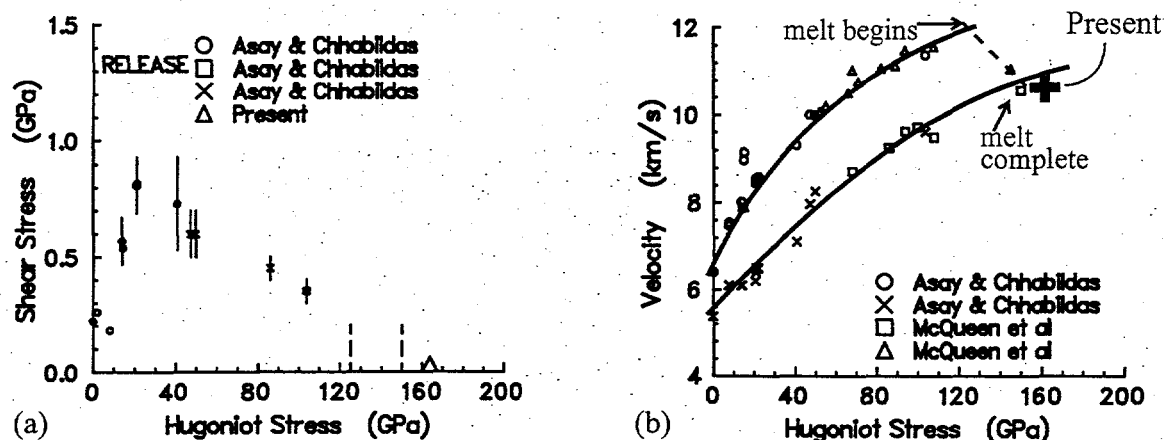 1.5
1.0
0.5
0.0
Shear Stress (GPa)
RELEASE
Asay & Chhabildas
Asay & Chhabildas
Asay & Chhabildas
Present
0 40 80 120 160 200
Hugoniot Stress (GPa)
(a)
12
10
8
6
4
Velocity (km/s)
melt begins
Present
melt
complete
Asay & Chhabildas
Asay & Chhabildas
McQueen et al
McQueen et al
0 40 80 120 160 200
Hugoniot Stress (GPa)
(b)